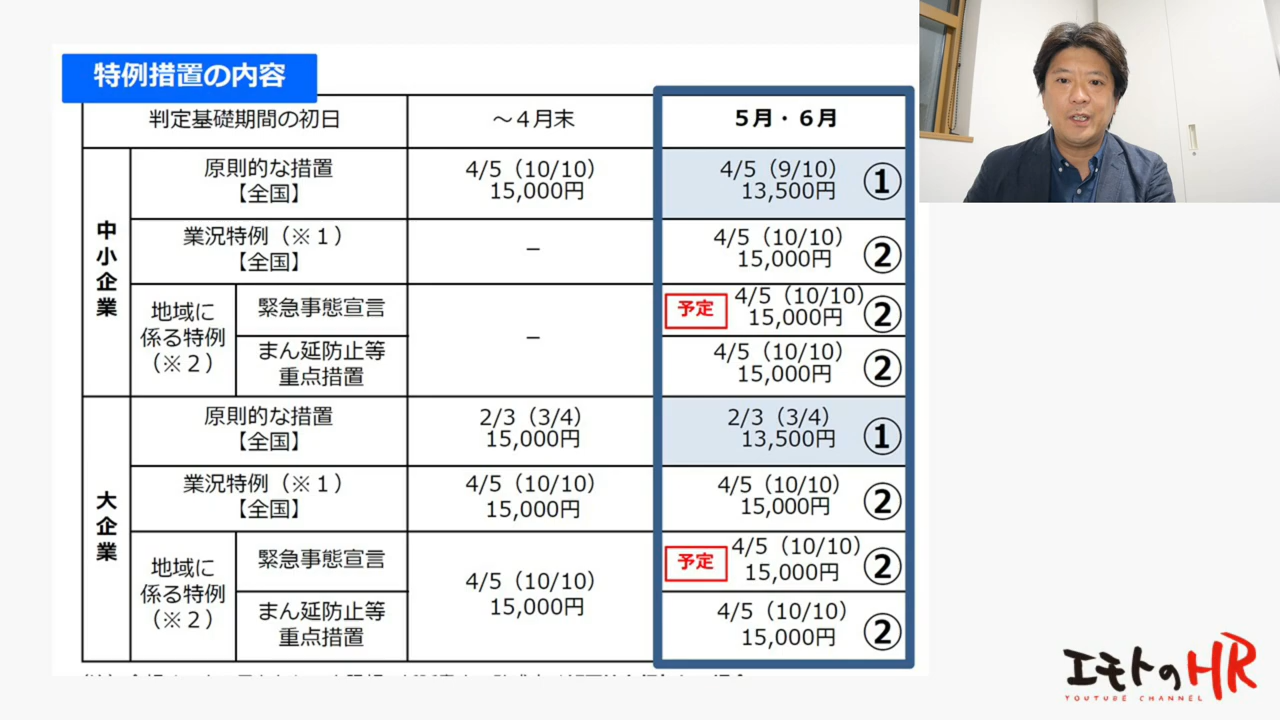 特例措置の内容
判定基礎期間の初日
～４月末
５月・６月
中小企業
原則的な措置
【全国】
4/5（10/10）
15,000円
4/5（9/10）
13,500円
①
業況特例（※１）
【全国】
－
4/5（10/10）
15,000円
②
地域に
係る特例
（※２）
緊急事態宣言
－
予定
4/5（10/10）
15,000円
②
まん延防止等
重点措置
4/5（10/10）
15,000円
②
大企業
原則的な措置
【全国】
2/3（3/4）
15,000円
2/3（3/4）
13,500円
①
業況特例（※１）
【全国】
4/5（10/10）
15,000円
4/5（10/10）
15,000円
②
地域に
係る特例
（※２）
緊急事態宣言
4/5（10/10）
15,000円
予定
4/5（10/10）
15,000円
②
まん延防止等
重点措置
4/5（10/10）
15,000円
②
エモトのHR
YOUTUBE CHANNEL